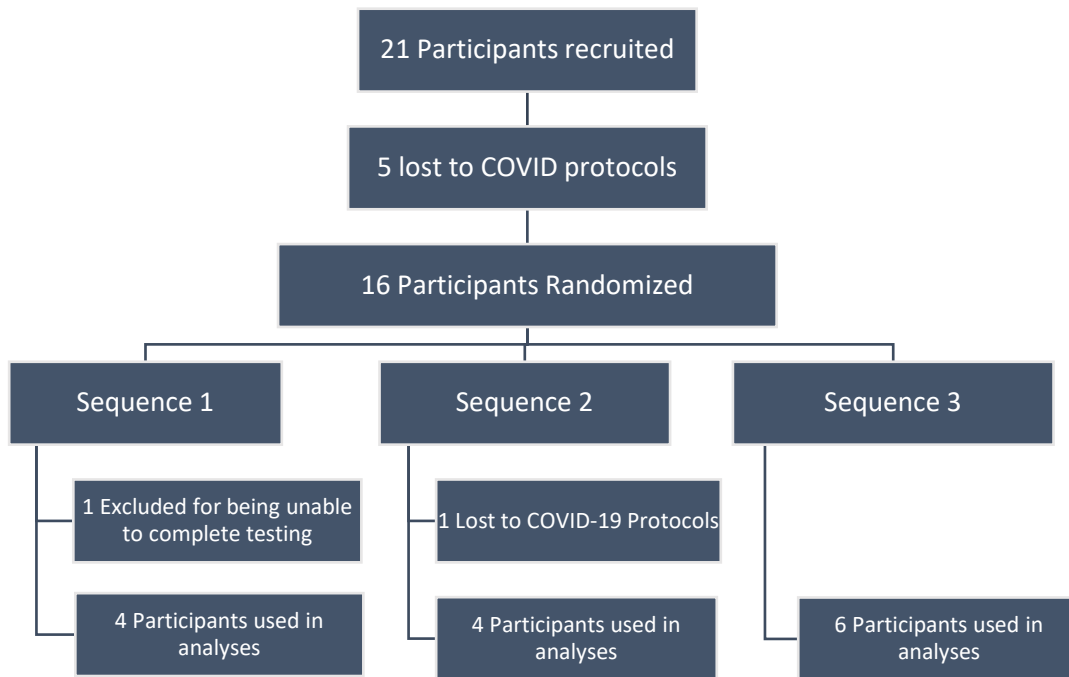 21 Participants recruited
5 lost to COVID protocols
16 Participants Randomized
Sequence 1
Sequence 2
Sequence 3
1 Excluded for being unable
to complete testing
1 Lost to COVID-19 Protocols
4 Participants used in
analyses
4 Participants used in
analyses
6 Participants used in
analyses